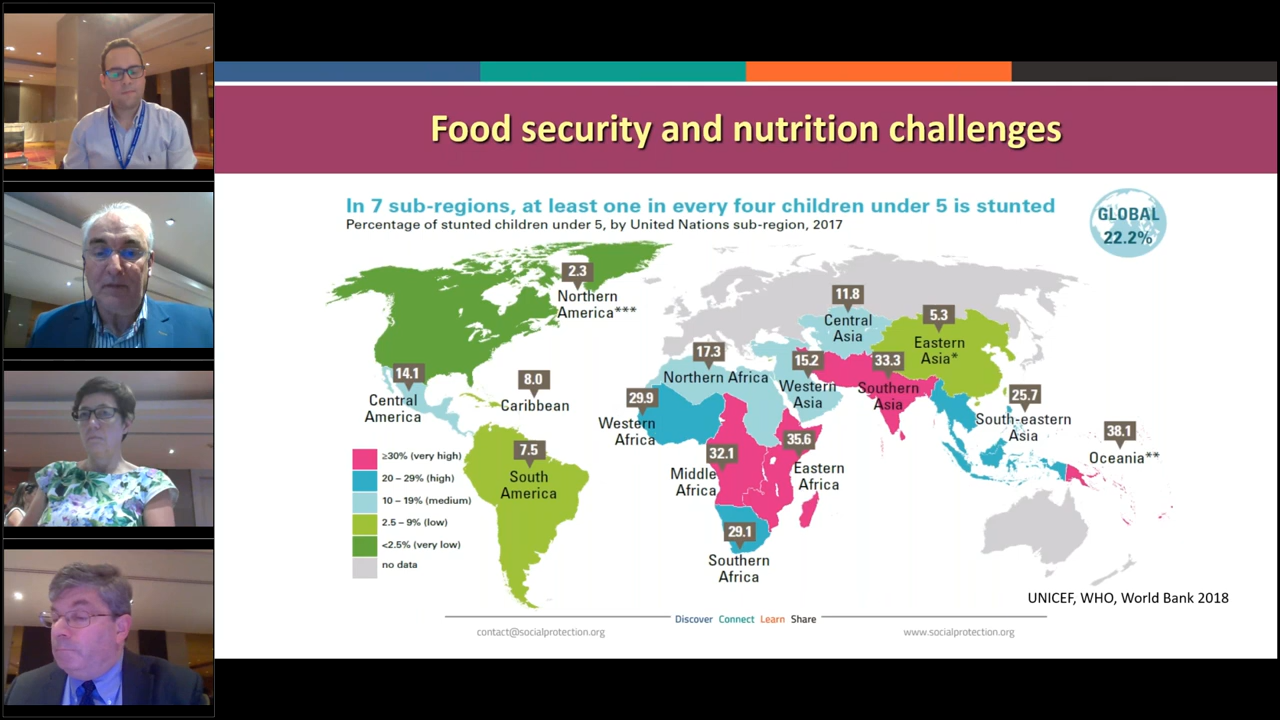 Food security and nutrition challenges
In 7 sub-regions, at least one in every four children under 5 is stunted
Percentage of stunted children under 5, by United Nations sub-region, 2017
GLOBAL
22.2%
2.3
Northern
America***
11.8
Central
Asia
5.3
Eastern
Asia*
17.3
Northern Africa
15.2
Western
Asia
33.3
Southern
Asia
14.1
Central
America
8.0
Caribbean
29.9
Western
Africa
25.7
South-eastern
Asia
38.1
Oceania**
7.5
South
America
32.1
Middle
Africa
35.6
Eastern
Africa
29.1
Southern
Africa
≥30% (very high)
20 – 29% (high)
10 – 19% (medium)
2.5 – 9% (low)
<2.5% (very low)
no data
UNICEF, WHO, World Bank 2018
Discover Connect Learn Share
contact@socialprotection.org
www.socialprotection.org